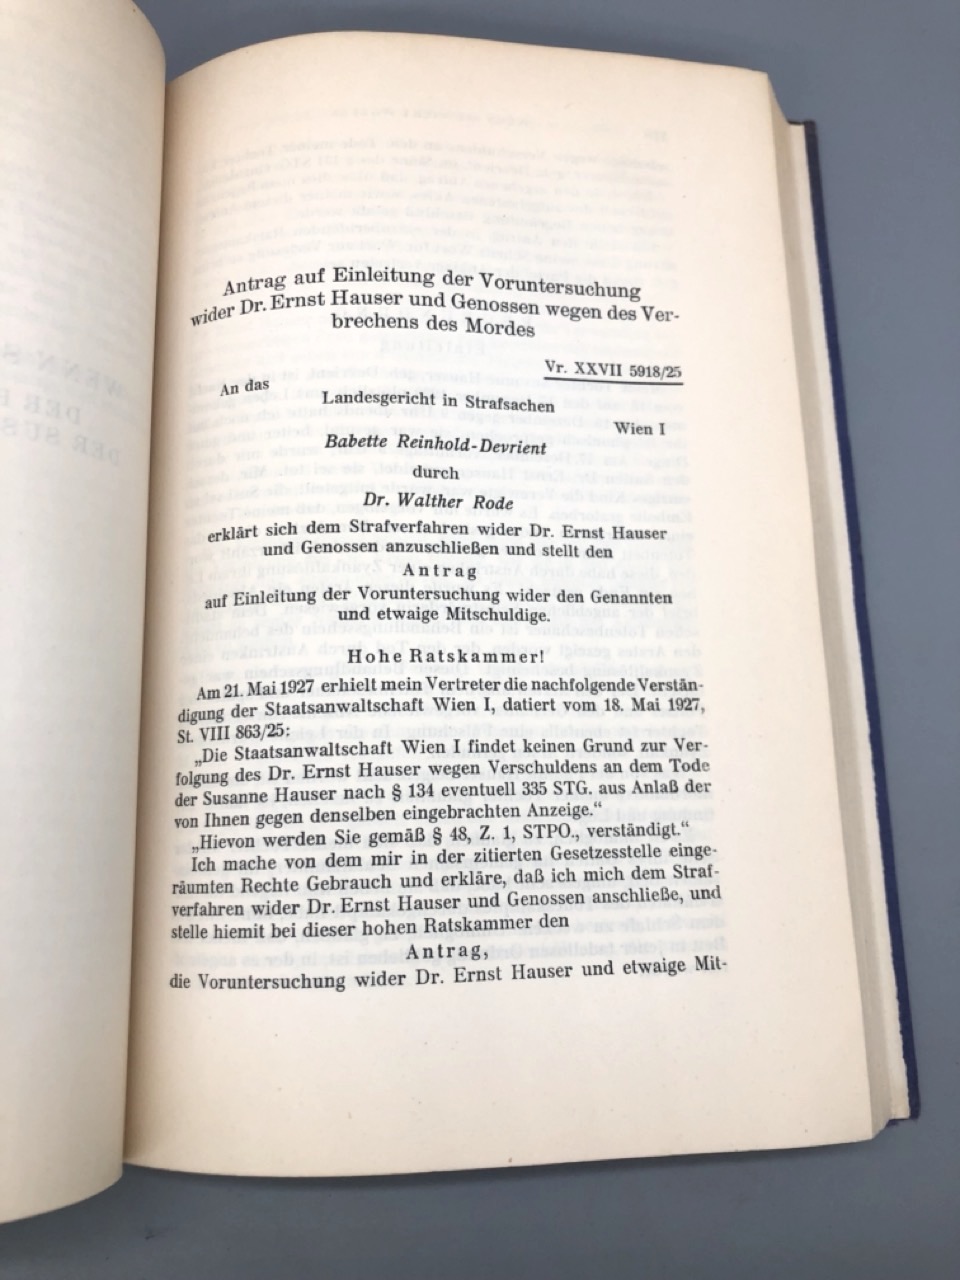 Antrag auf Einleitung der Voruntersuchung
wider Dr. Ernst Hauser und Genossen wegen des Ver-
brechens des Mordes
Vr. XXVII 5918/25
An das
Landesgericht in Strafsachen
Wien I
Babette Reinhold-Devrient
durch
Dr. Walther Rode
erklärt sich dem Strafverfahren wider Dr. Ernst Hauser
und Genossen anzuschließen und stellt den
Antrag
auf Einleitung der Voruntersuchung wider den Genannten
und etwaige Mitschuldige.
Hohe Ratskammer!
Am 21. Mai 1927 erhielt mein Vertreter die nachfolgende Verstän-
digung der Staatsanwaltschaft Wien I, datiert vom 18. Mai 1927,
St. VIII 863/25:
„Die Staatsanwaltschaft Wien I findet keinen Grund zur Ver-
folgung des Dr. Ernst Hauser wegen Verschuldens an dem Tode
der Susanne Hauser nach § 134 eventuell 335 STG. aus Anlaß der
von Ihnen gegen denselben eingebrachten Anzeige.“
„Hievon werden Sie gemäß § 48, Z. 1, STPO., verständigt.“
Ich mache von dem mir in der zitierten Gesetzesstelle einge-
räumten Rechte Gebrauch und erkläre, daß ich mich dem Straf-
verfahren wider Dr. Ernst Hauser und Genossen anschließe, und
stelle hiemit bei dieser hohen Ratskammer den
Antrag,
die Voruntersuchung wider Dr. Ernst Hauser und etwaige Mit-